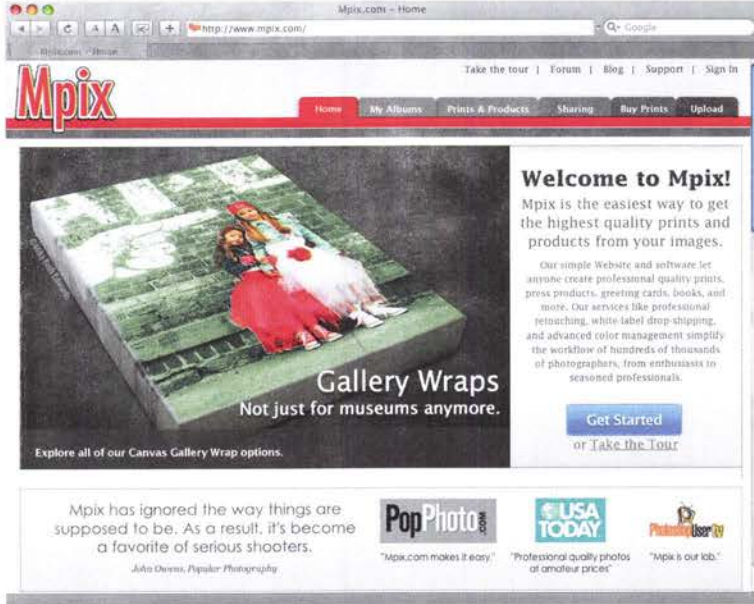 Mpix.com – Home
http://www.mpix.com/
Google
Mpix.com – Home
Take the tour | Forum | Blog | Support | Sign In
Mpix
Home My Albums Prints & Products Sharing Buy Prints Upload
Welcome to Mpix!
Mpix is the easiest way to get
the highest quality prints and
products from your images.
Our simple Website and software let
anyone create professional quality prints,
press products, greeting cards, books, and
more. Our services like professional
retouching, white-label drop-shipping,
and advanced color management simplify
the workflow of hundreds of thousands
of photographers, from enthusiasts to
seasoned professionals.
Get Started
or Take the Tour
Gallery Wraps
Not just for museums anymore.
Explore all of our Canvas Gallery Wrap options.
Mpix has ignored the way things are
supposed to be. As a result, it's become
a favorite of serious shooters.
John Owens, Popular Photography
PopPhoto.COM
"Mpix.com makes it easy."
USA
TODAY
"Professional quality photos
at amateur prices"
PhotoshopUser TV
"Mpix is our lab."